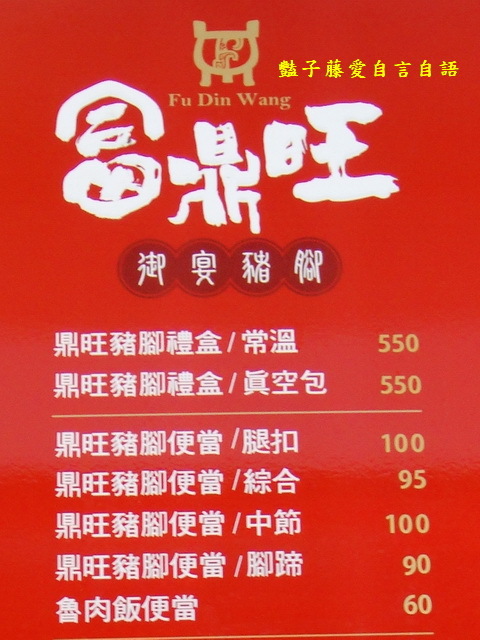 豔子藤愛自言自語
Fu Din Wang
富鼎旺
御宴豬腳
鼎旺豬腳禮盒/常溫 550
鼎旺豬腳禮盒/真空包 550
鼎旺豬腳便當/腿扣 100
鼎旺豬腳便當/綜合 95
鼎旺豬腳便當/中節 100
鼎旺豬腳便當/腳蹄 90
魯肉飯便當 60